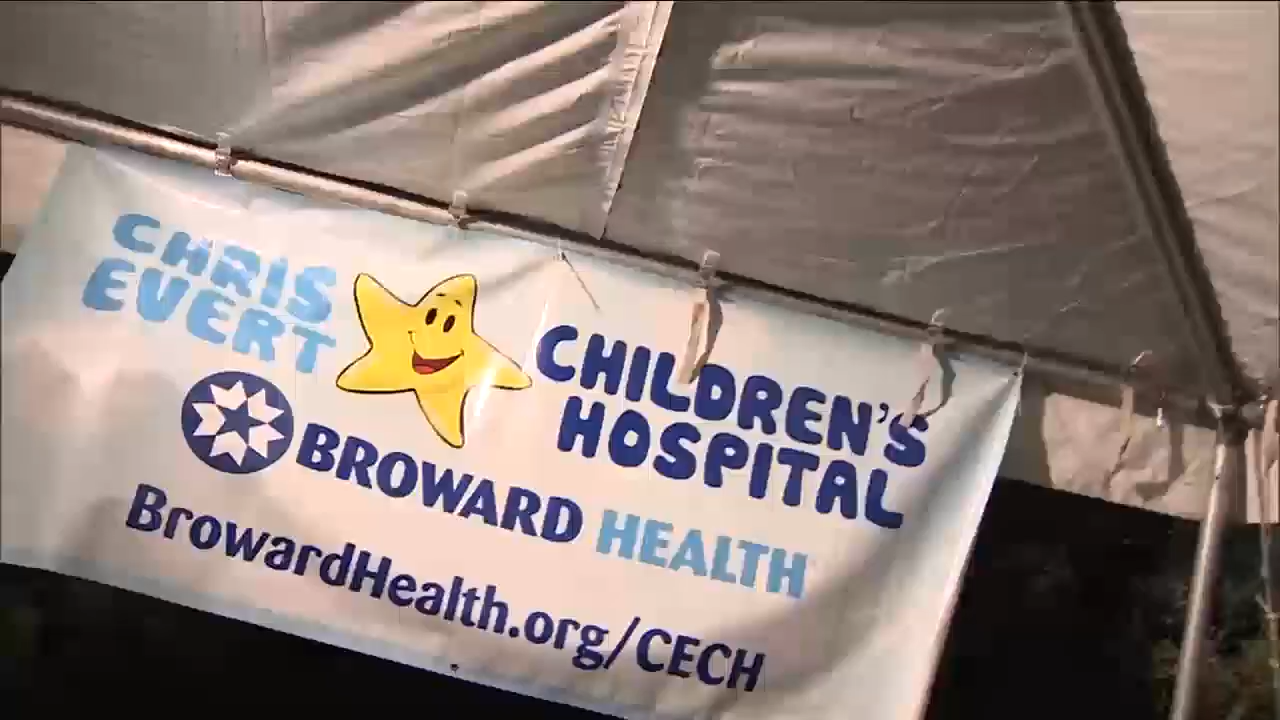 CHRIS
EVERT
CHILDREN'S
HOSPITAL
BROWARD HEALTH
BrowardHealth.org/CECH